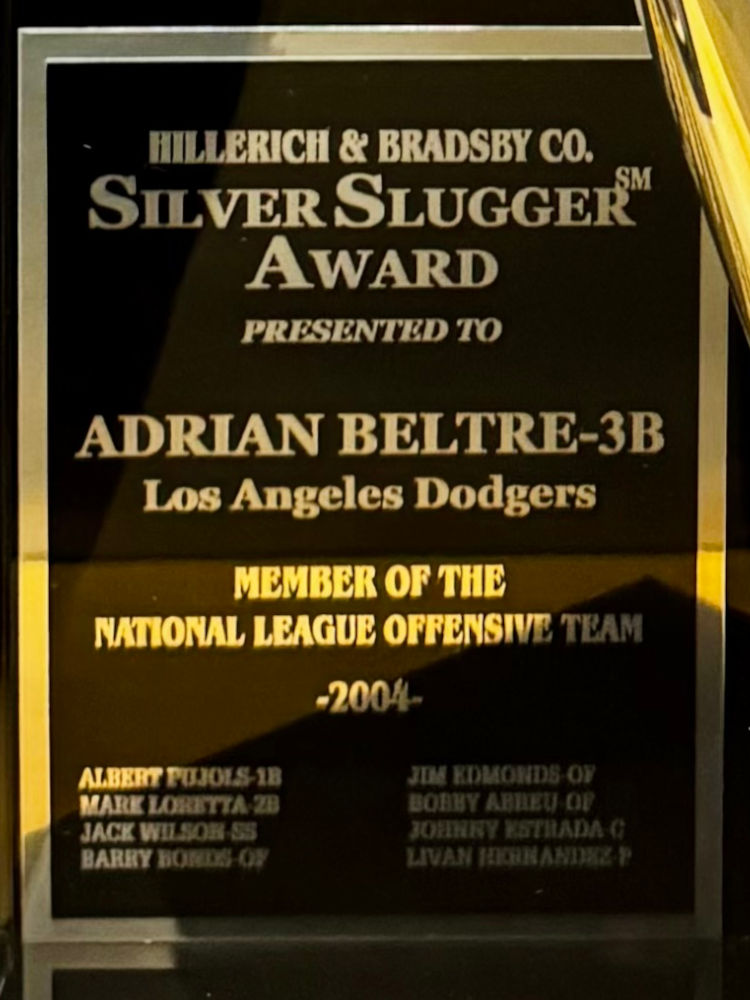 HILLERICH & BRADSBY CO.
SILVER SLUGGER℠
AWARD
PRESENTED TO
ADRIAN BELTRE-3B
Los Angeles Dodgers
MEMBER OF THE
NATIONAL LEAGUE OFFENSIVE TEAM
-2004-
ALBERT PUJOLS-1B
MARK LORETTA-2B
JACK WILSON-SS
BARRY BONDS-OF
JIM EDMONDS-OF
BOBBY ABREU-OF
JOHNNY ESTRADA-C
LIVAN HERNANDEZ-P